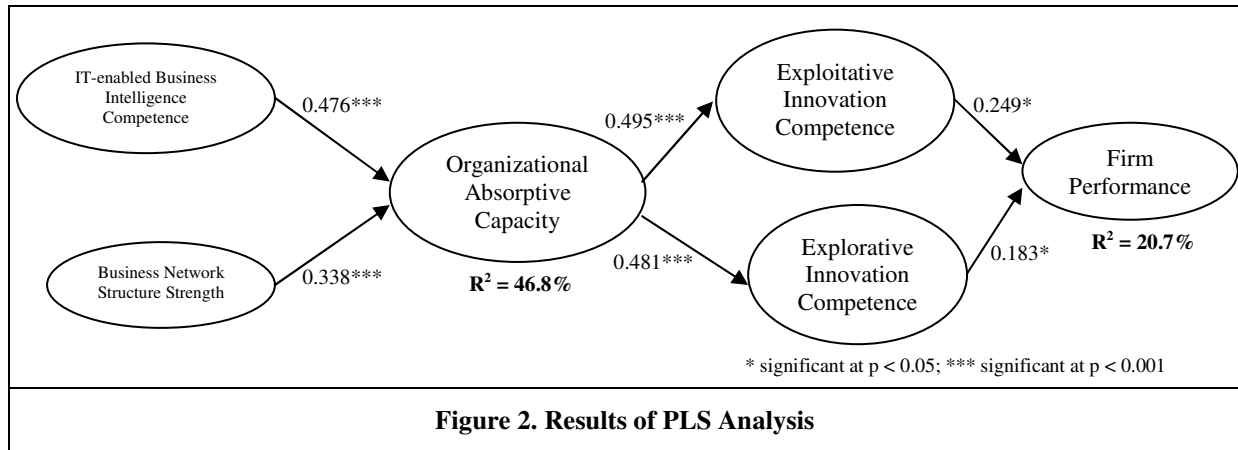 IT-enabled Business
Intelligence
Competence
0.476***
Business Network
Structure Strength
0.338***
Organizational
Absorptive
Capacity
R² = 46.8%
0.495***
0.481***
Exploitative
Innovation
Competence
Explorative
Innovation
Competence
0.249*
0.183*
Firm
Performance
R² = 20.7%
* significant at p < 0.05; *** significant at p < 0.001
Figure 2. Results of PLS Analysis